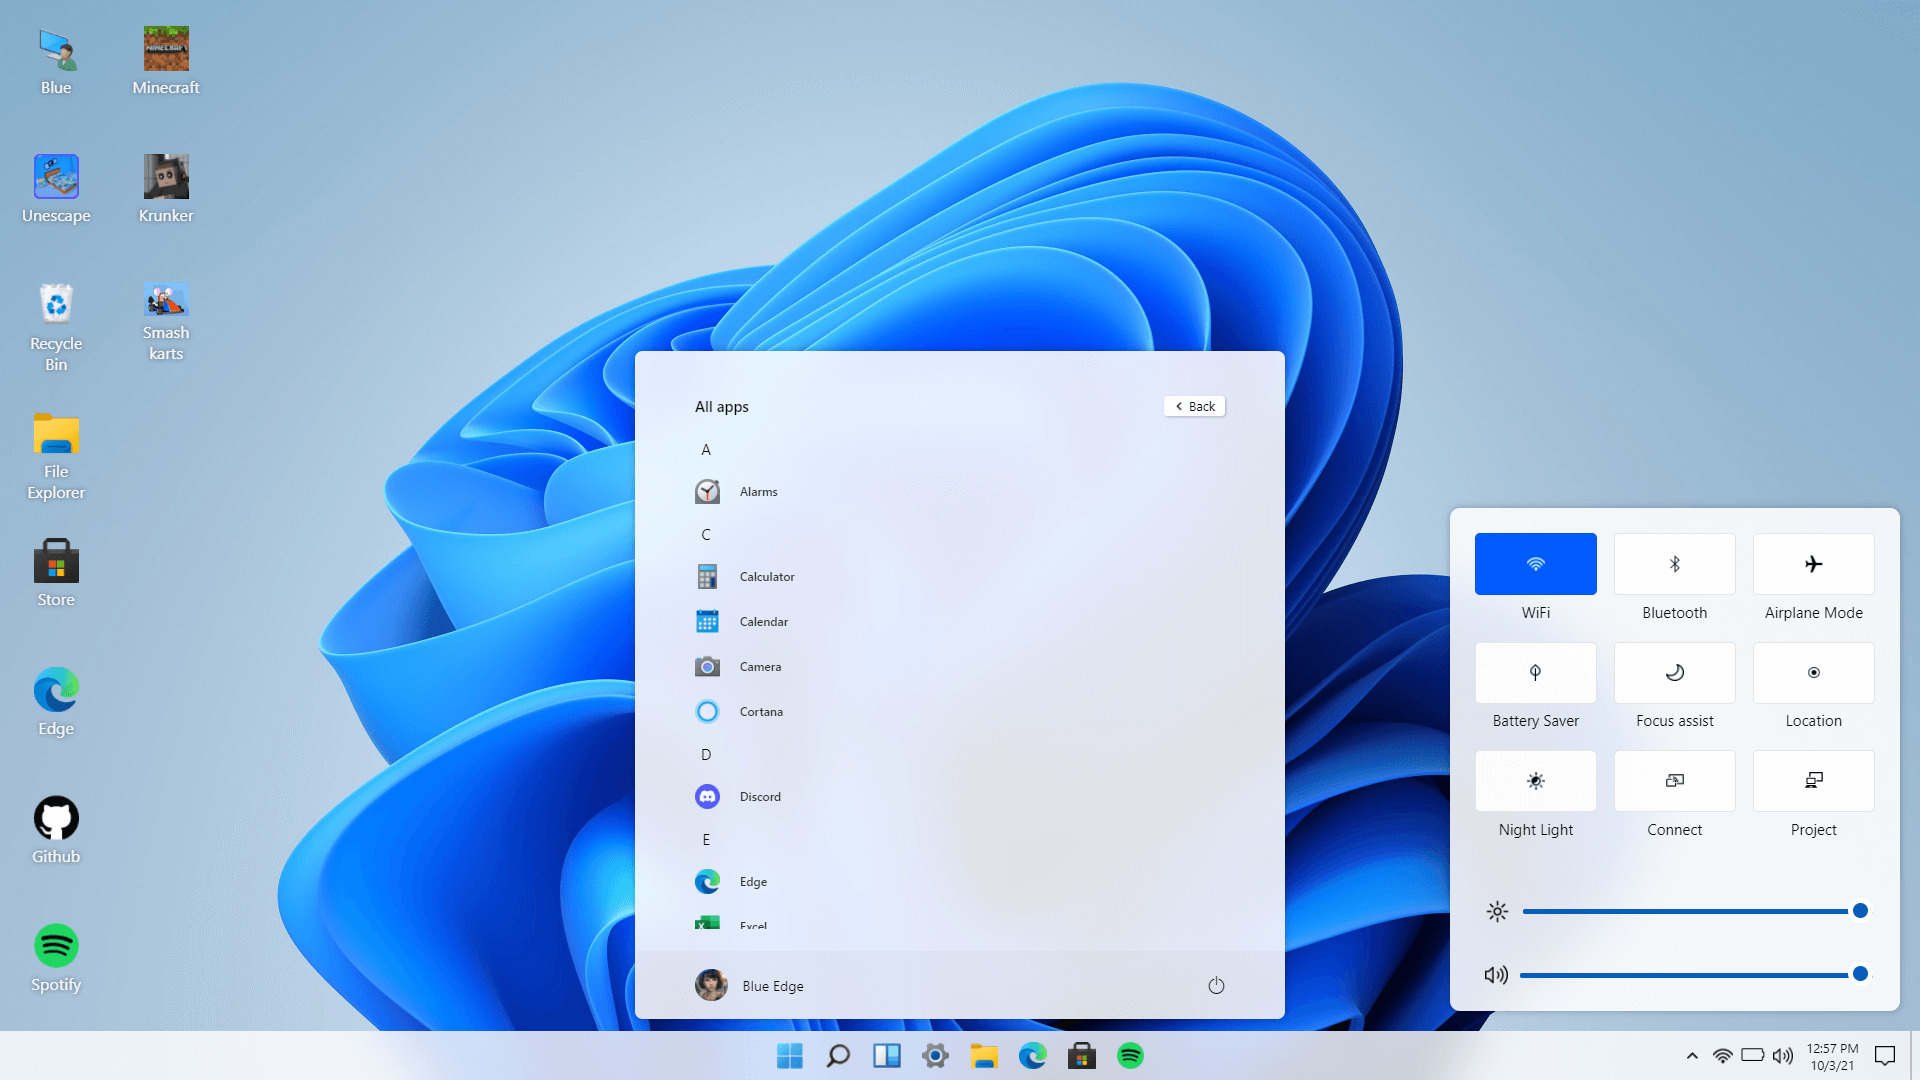 Blue
Minecraft
Unescape
Krunker
Recycle
Bin
Smash
karts
File
Explorer
Store
Edge
Github
Spotify
All apps
Back
A
Alarms
C
Calculator
Calendar
Camera
Cortana
D
Discord
E
Edge
Excel
Blue Edge
WiFi
Bluetooth
Airplane Mode
Battery Saver
Focus assist
Location
Night Light
Connect
Project
12:57 PM
10/3/21